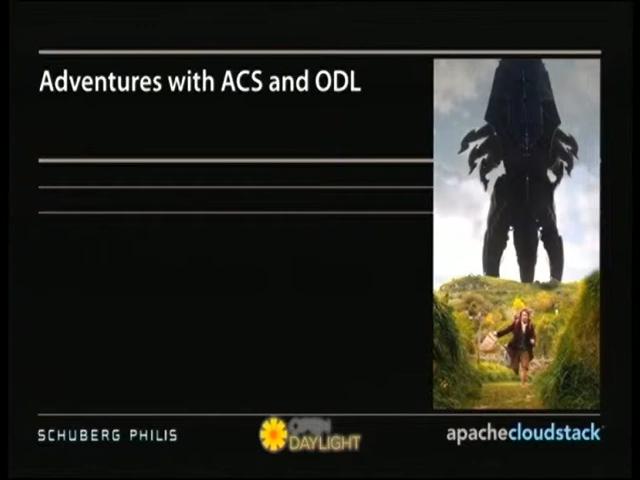 Adventures with ACS and ODL
SCHUBERG PHILIS
OPEN
DAYLIGHT
apachecloudstack